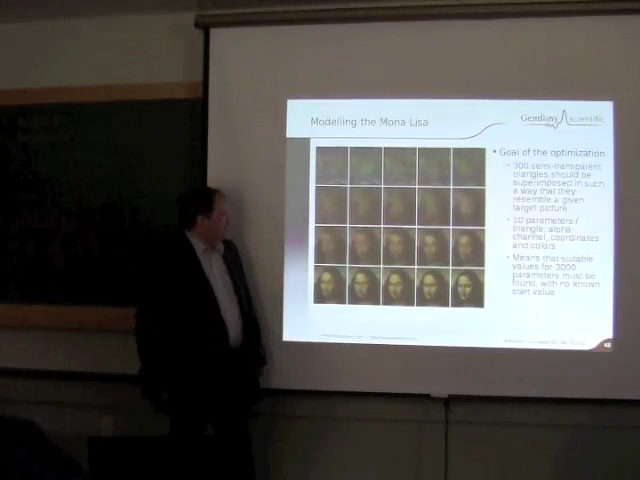 Modelling the Mona Lisa
Gemfony scientific
• Goal of the optimization
• 300 semi-transparent
triangles should be
superimposed in such
a way that they
resemble a given
target picture
• 10 parameters /
triangle: alpha-
channel, coordinates
and colors
• Means that suitable
values for 3000
parameters must be
found, with no known
start value
43